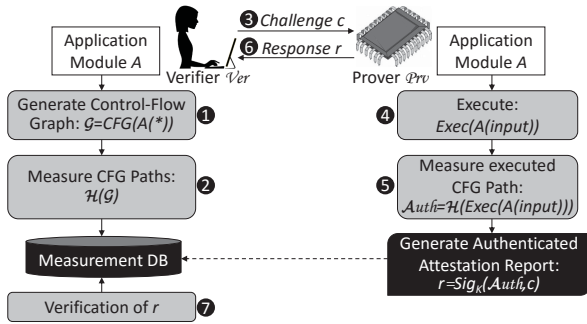 Application
Module A
3 Challenge c
6 Response r
Verifier Ver
Prover Prv
Application
Module A
Generate Control-Flow
Graph: G=CFG(A(*))
1
Measure CFG Paths:
H(G)
2
Measurement DB
Verification of r
7
4
Execute:
Exec(A(input))
5
Measure executed
CFG Path:
Auth=H(Exec(A(input)))
Generate Authenticated
Attestation Report:
r=Sig_K(Auth,c)